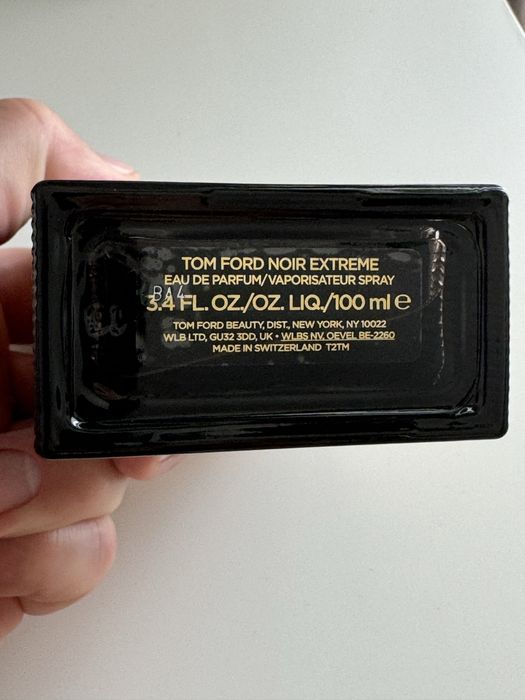 TOM FORD NOIR EXTREME
EAU DE PARFUM/VAPORISATEUR SPRAY
BA4
3.4 FL. OZ./OZ. LIQ./100 ml ℮
TOM FORD BEAUTY, DIST., NEW YORK, NY 10022
WLB LTD, GU32 3DD, UK • WLBS NV. OEVEL BE-2260
MADE IN SWITZERLAND T2TM